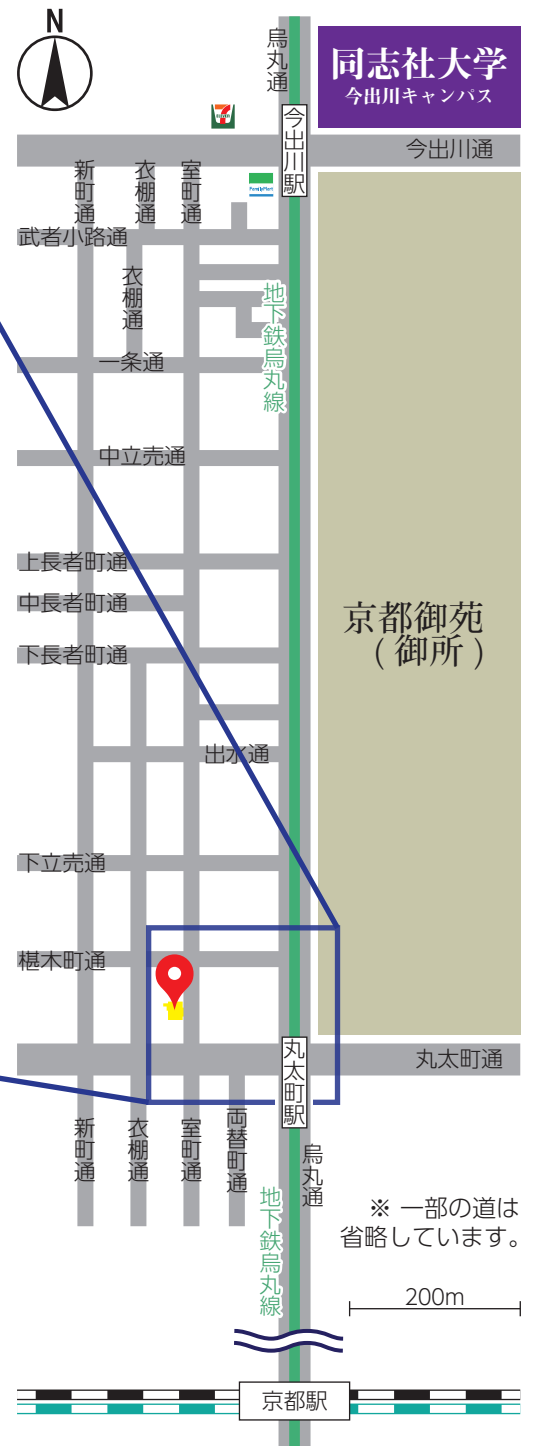 N
烏丸通
同志社大学
今出川キャンパス
7
ELEVEN
今出川駅
今出川通
新町通
衣棚通
室町通
FamilyMart
武者小路通
衣棚通
地下鉄烏丸線
一条通
中立売通
上長者町通
中長者町通
京都御苑
(御所)
下長者町通
出水通
下立売通
椹木町通
丸太町駅
丸太町通
新町通
衣棚通
室町通
両替町通
烏丸通
地下鉄烏丸線
※ 一部の道は
省略しています。
200m
京都駅